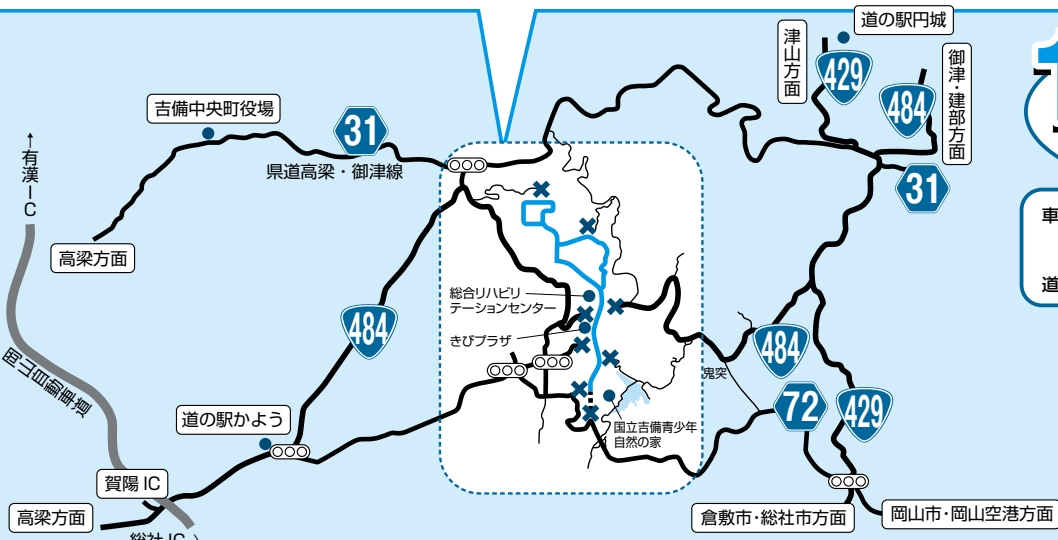 道の駅円城
津山方面
429
484
御津・建部方面
1
吉備中央町役場
31
県道高梁・御津線
←有漢IC
31
車
道
高梁方面
総合リハビリ
テーションセンター
きびプラザ
484
484
鬼突
岡山自動車道
72
429
道の駅かよう
国立吉備青少年
自然の家
賀陽 IC
高梁方面
倉敷市・総社市方面
岡山市・岡山空港方面
総社 IC